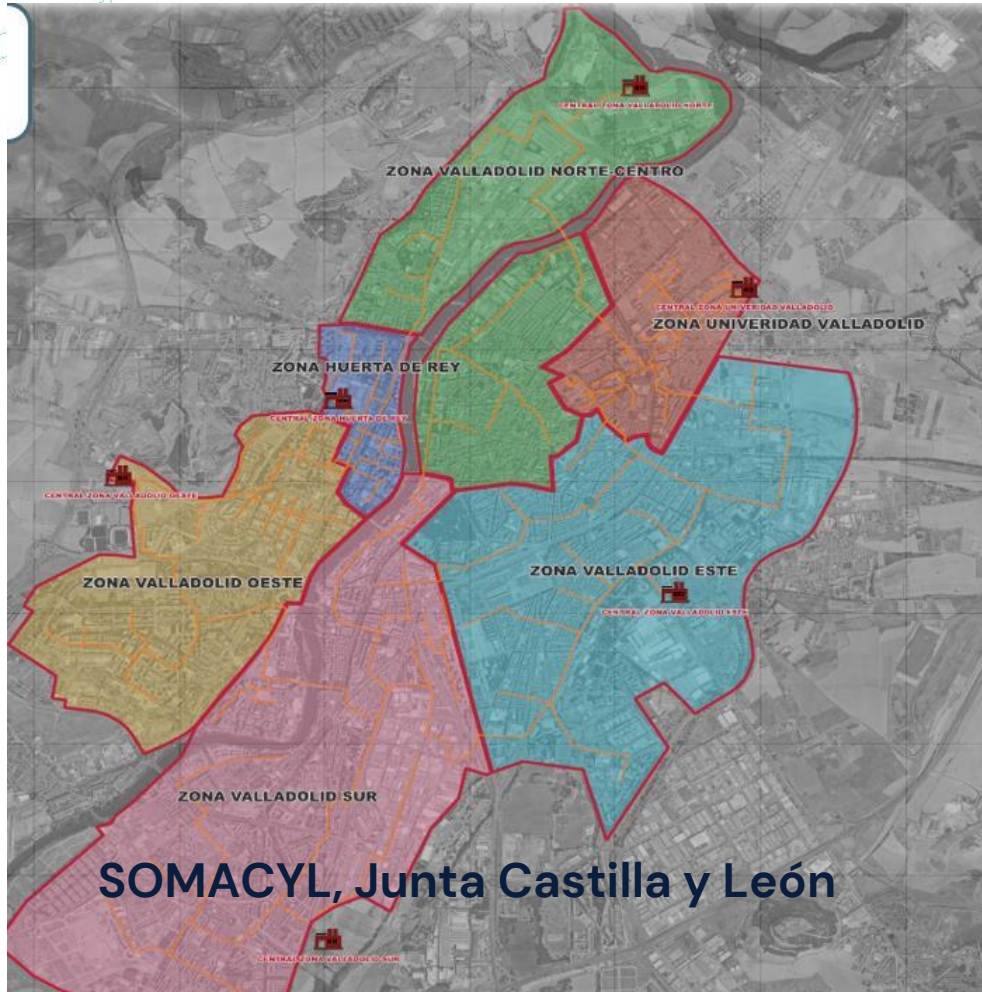 CENTRAL ZONA VALLADOLID NORTE
ZONA VALLADOLID NORTE-CENTRO
CENTRAL ZONA UNIVERIDAD VALLADOLID
ZONA UNIVERIDAD VALLADOLID
ZONA HUERTA DE REY
CENTRAL ZONA HUERTA DE REY
CENTRAL ZONA VALLADOLID OESTE
ZONA VALLADOLID OESTE
ZONA VALLADOLID ESTE
CENTRAL ZONA VALLADOLID ESTE
ZONA VALLADOLID SUR
SOMACYL, Junta Castilla y León
CENTRAL ZONA VALLADOLID SUR